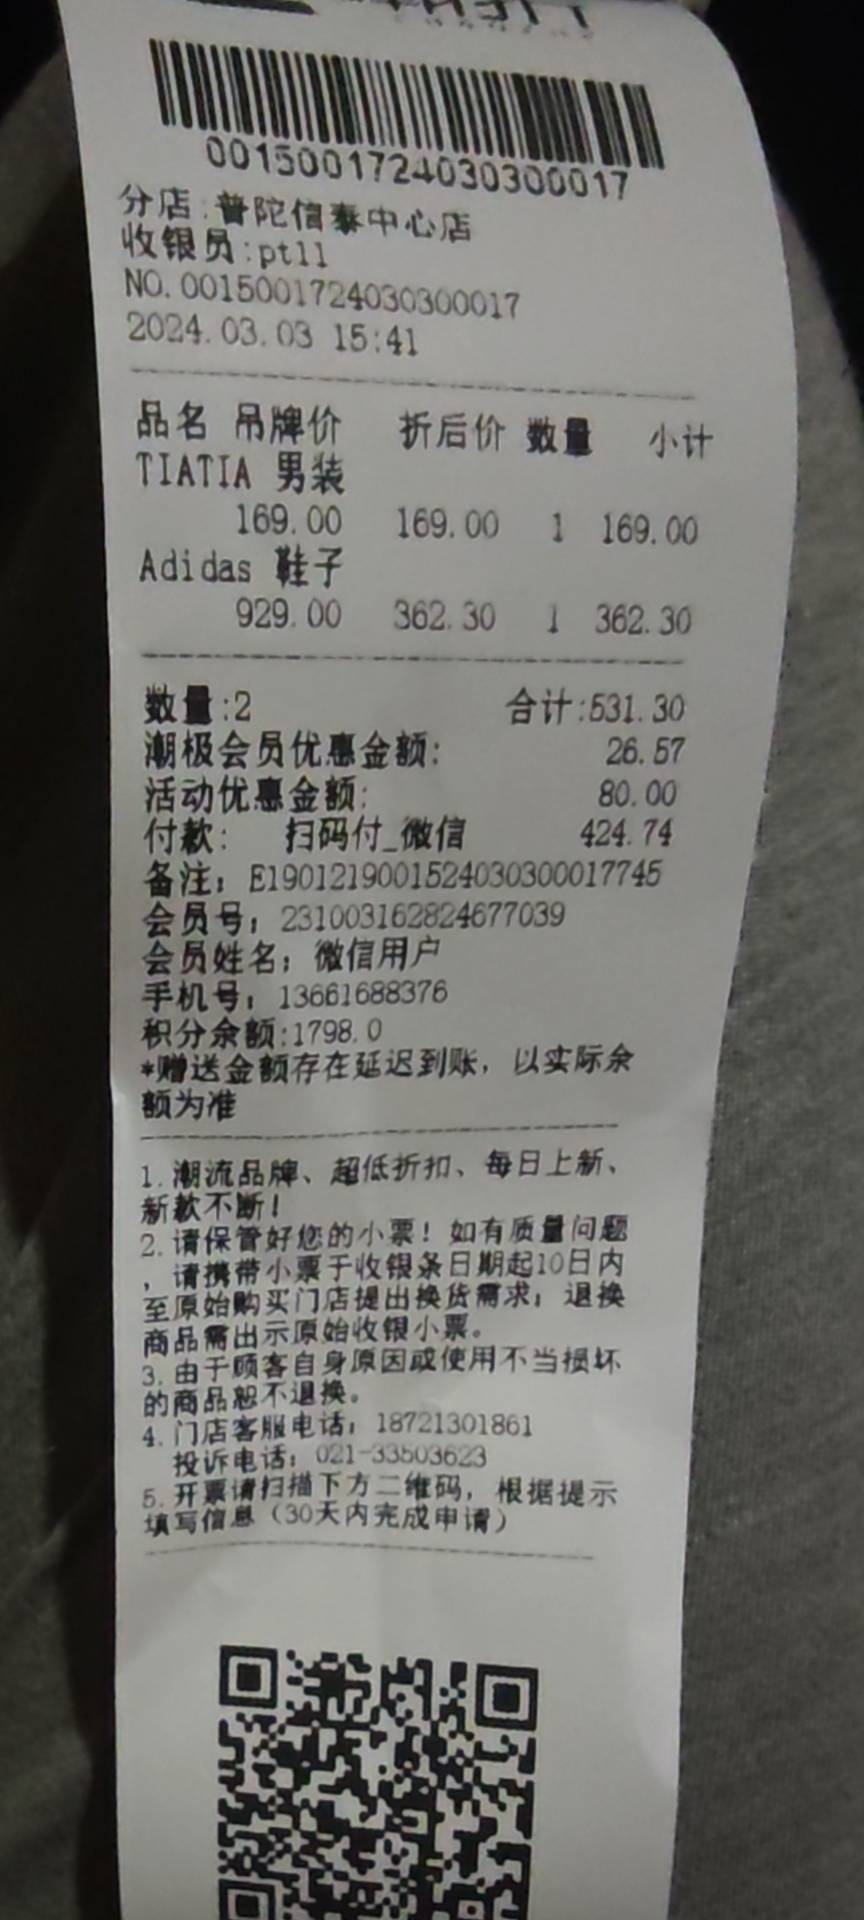 0015001724030300017
分店:普陀信泰中心店
收银员:pt11
NO.0015001724030300017
2024.03.03 15:41
品名 吊牌价 折后价 数量 小计
TIATIA 男装
169.00 169.00 1 169.00
Adidas 鞋子
929.00 362.30 1 362.30
数量:2 合计:531.30
潮极会员优惠金额: 26.57
活动优惠金额: 80.00
付款: 扫码付_微信 424.74
备注: E1901219001524030300017745
会员号: 231003162824677039
会员姓名: 微信用户
手机号: 13661688376
积分余额:1798.0
*赠送金额存在延迟到账，以实际余
额为准
1.潮流品牌、超低折扣、每日上新、
新款不断!
2.请保管好您的小票！如有质量问题
，请携带小票于收银条日期起10日内
至原始购买门店提出换货需求；退换
商品需出示原始收银小票。
3.由于顾客自身原因或使用不当损坏
的商品恕不退换。
4.门店客服电话: 18721301861
投诉电话: 021-33503623
5.开票请扫描下方二维码，根据提示
填写信息（30天内完成申请）